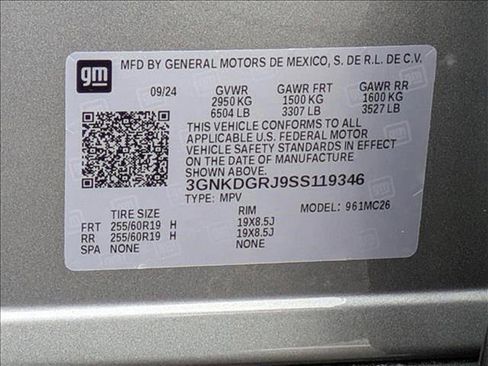 gm
MFD BY GENERAL MOTORS DE MEXICO, S. DE R.L. DE C.V.
09/24 GVWR GAWR FRT GAWR RR
2950 KG 1500 KG 1600 KG
6504 LB 3307 LB 3527 LB
THIS VEHICLE CONFORMS TO ALL
APPLICABLE U.S. FEDERAL MOTOR
VEHICLE SAFETY STANDARDS IN EFFECT
ON THE DATE OF MANUFACTURE
SHOWN ABOVE.
3GNKDGRJ9SS119346
TYPE: MPV MODEL: 961MC26
TIRE SIZE RIM
FRT 255/60R19 H 19X8.5J
RR 255/60R19 H 19X8.5J
SPA NONE NONE